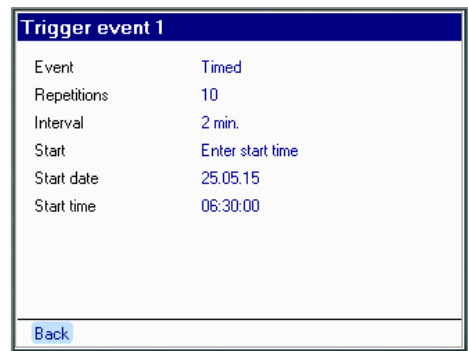 Trigger event 1
Event Timed
Repetitions 10
Interval 2 min.
Start Enter start time
Start date 25.05.15
Start time 06:30:00
Back